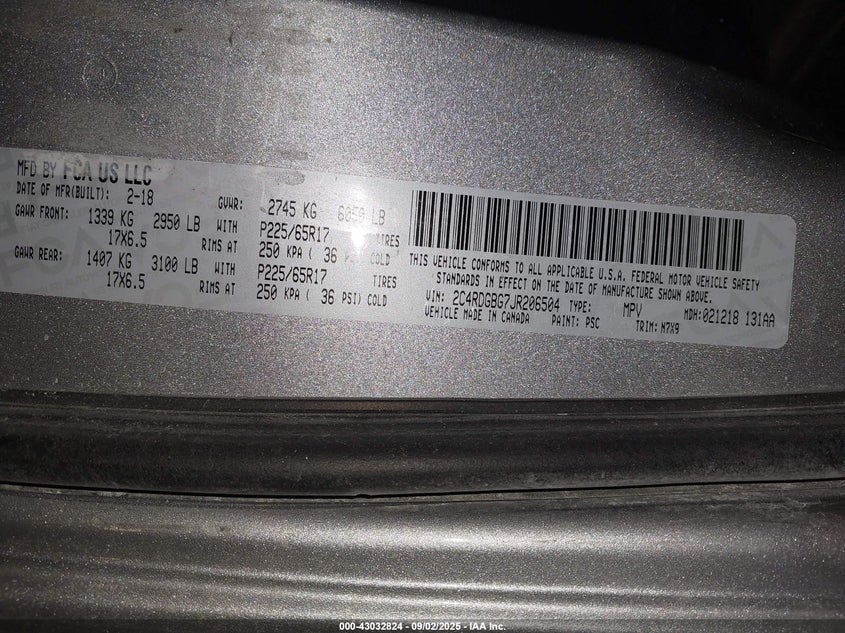 MFD BY FCA US LLC
DATE OF MFR(BUILT): 2-18 GVWR: 2745 KG 6050 LB
GAWR FRONT: 1339 KG 2950 LB WITH P225/65R17 TIRES
17X6.5 RIMS AT 250 KPA ( 36 PSI) COLD
GAWR REAR: 1407 KG 3100 LB WITH P225/65R17 TIRES
17X6.5 RIMS AT 250 KPA ( 36 PSI) COLD
THIS VEHICLE CONFORMS TO ALL APPLICABLE U.S.A. FEDERAL MOTOR VEHICLE SAFETY
STANDARDS IN EFFECT ON THE DATE OF MANUFACTURE SHOWN ABOVE.
VIN: 2C4RDGBG7JR206504 TYPE: MPV MDH:021218 131AA
VEHICLE MADE IN CANADA PAINT: PSC TRIM: N7X9
000-43032824 - 09/02/2025 - IAA Inc.